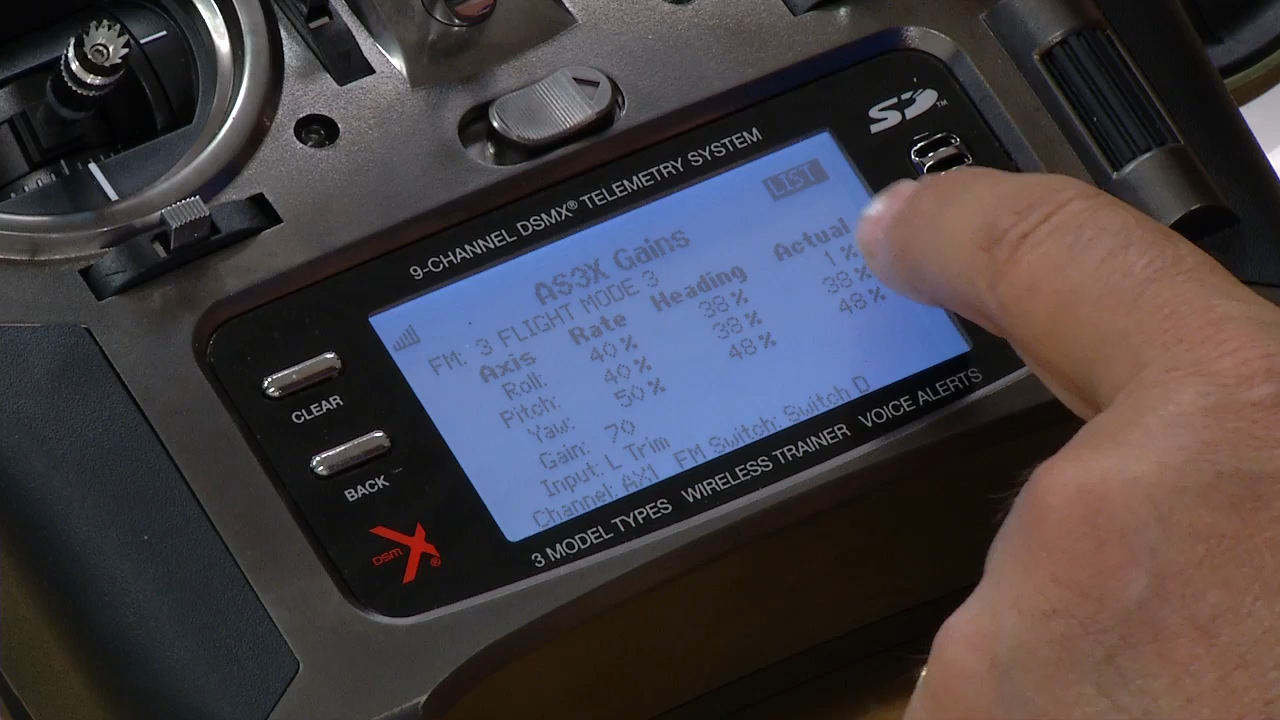 SD™
9-CHANNEL DSMX® TELEMETRY SYSTEM
LIST
AS3X Gains
FM: 3 FLIGHT MODE 3
Axis Rate Heading Actual
Roll: 40% 38% 1%
Pitch: 40% 38% 38%
Yaw: 50% 48% 48%
Gain: 70
Input: L Trim
Channel: AX1 FM Switch: Switch D
CLEAR
BACK
DSM X®
3 MODEL TYPES WIRELESS TRAINER VOICE ALERTS